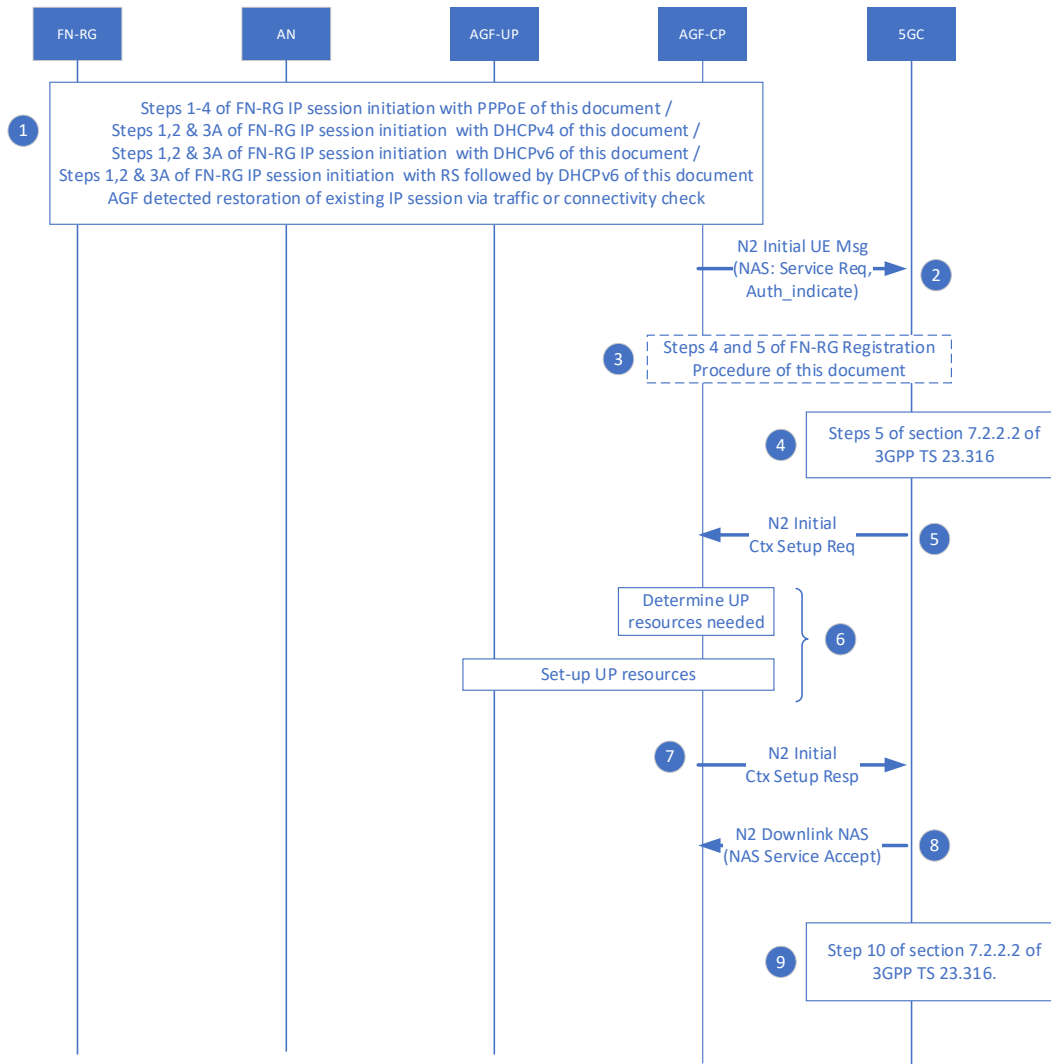 FN-RG
AN
AGF-UP
AGF-CP
5GC
1
Steps 1-4 of FN-RG IP session initiation with PPPoE of this document /
Steps 1,2 & 3A of FN-RG IP session initiation with DHCPv4 of this document /
Steps 1,2 & 3A of FN-RG IP session initiation with DHCPv6 of this document /
Steps 1,2 & 3A of FN-RG IP session initiation with RS followed by DHCPv6 of this document
AGF detected restoration of existing IP session via traffic or connectivity check
N2 Initial UE Msg
(NAS: Service Req,
Auth_indicate)
2
3
Steps 4 and 5 of FN-RG Registration
Procedure of this document
4
Steps 5 of section 7.2.2.2 of
3GPP TS 23.316
N2 Initial
Ctx Setup Req
5
Determine UP
resources needed
6
Set-up UP resources
7
N2 Initial
Ctx Setup Resp
N2 Downlink NAS
(NAS Service Accept)
8
9
Step 10 of section 7.2.2.2 of
3GPP TS 23.316.